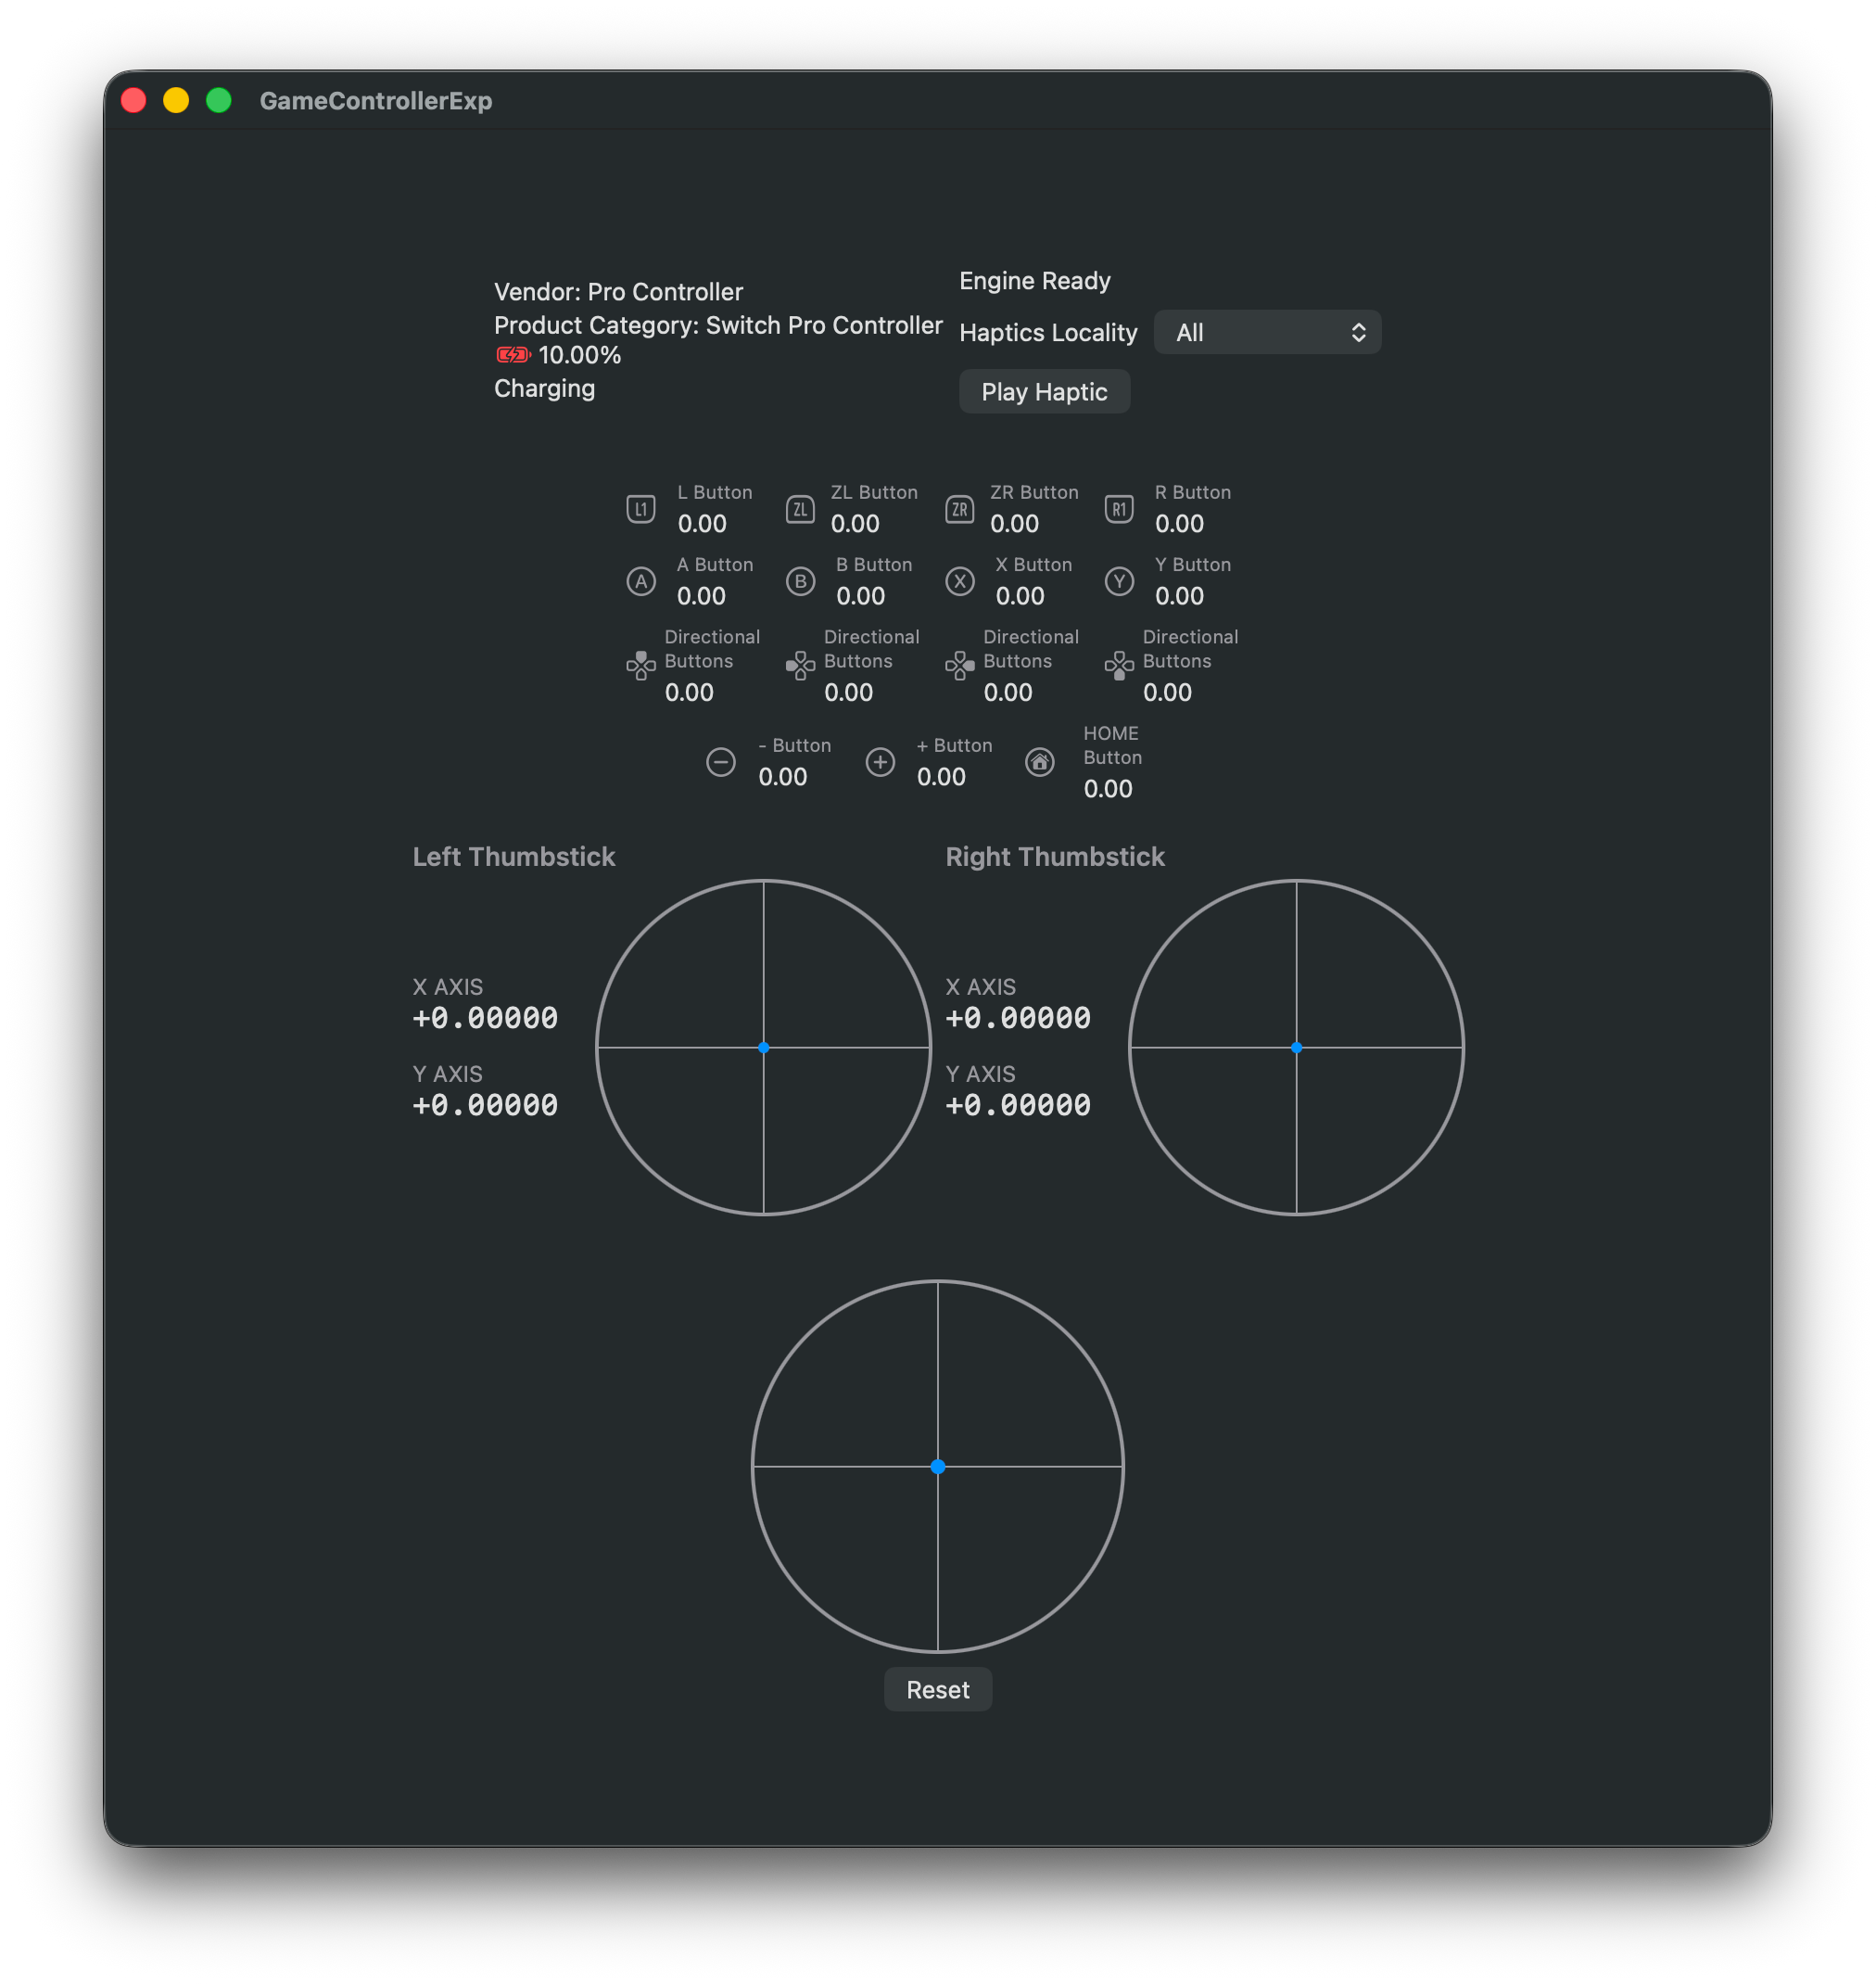 GameControllerExp
Vendor: Pro Controller
Product Category: Switch Pro Controller
10.00%
Charging
Engine Ready
Haptics Locality All
Play Haptic
L1 L Button 0.00
ZL ZL Button 0.00
ZR ZR Button 0.00
R1 R Button 0.00
A A Button 0.00
B B Button 0.00
X X Button 0.00
Y Y Button 0.00
Directional
Buttons
0.00
Directional
Buttons
0.00
Directional
Buttons
0.00
Directional
Buttons
0.00
- Button
0.00
+ Button
0.00
HOME
Button
0.00
Left Thumbstick
X AXIS
+0.00000
Y AXIS
+0.00000
Right Thumbstick
X AXIS
+0.00000
Y AXIS
+0.00000
Reset